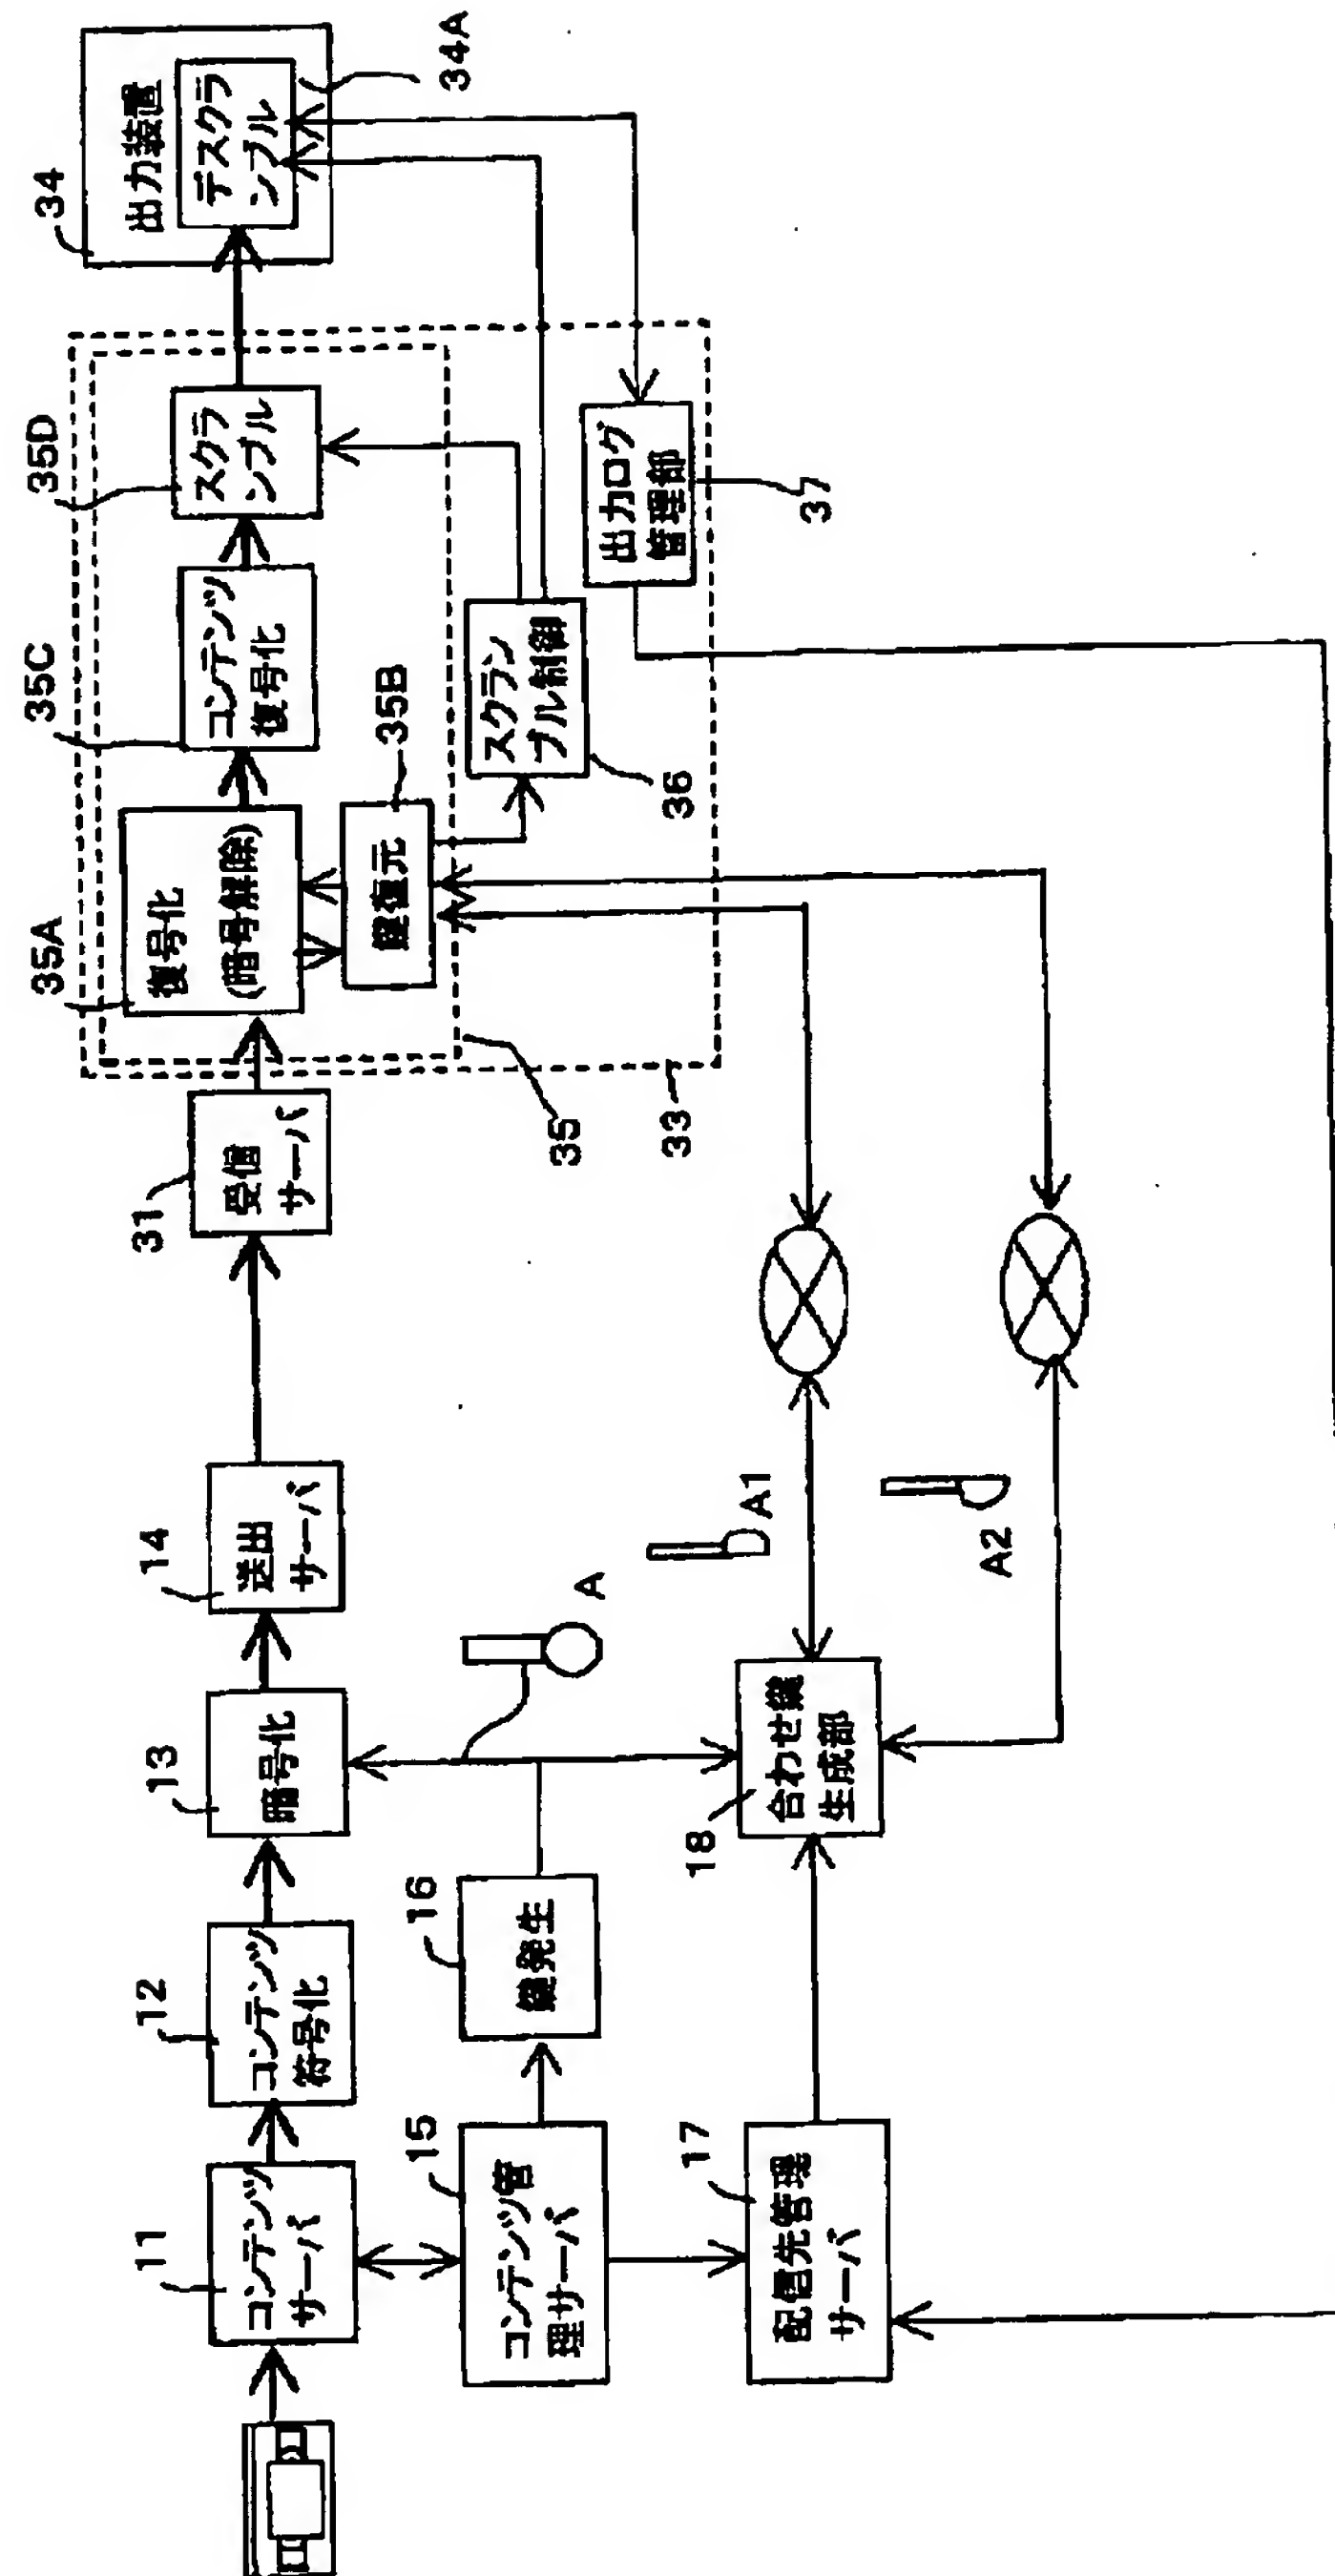 11
コンテンツ
サーバ
12
コンテンツ
符号化
13
暗号化
14
送出
サーバ
31
受信
サーバ
35A
復号化
(暗号解除)
35C
コンテンツ
復号化
35D
スクラ
ンブル
34
出力装置
デスクラ
ンブル
34A
15
コンテンツ管
理サーバ
16
鍵発生
A
鍵復元
35B
スクラン
ブル制御
36
35
33
出力ログ
管理部
37
17
配信先管理
サーバ
18
合わせ鍵
生成部
A1
A2